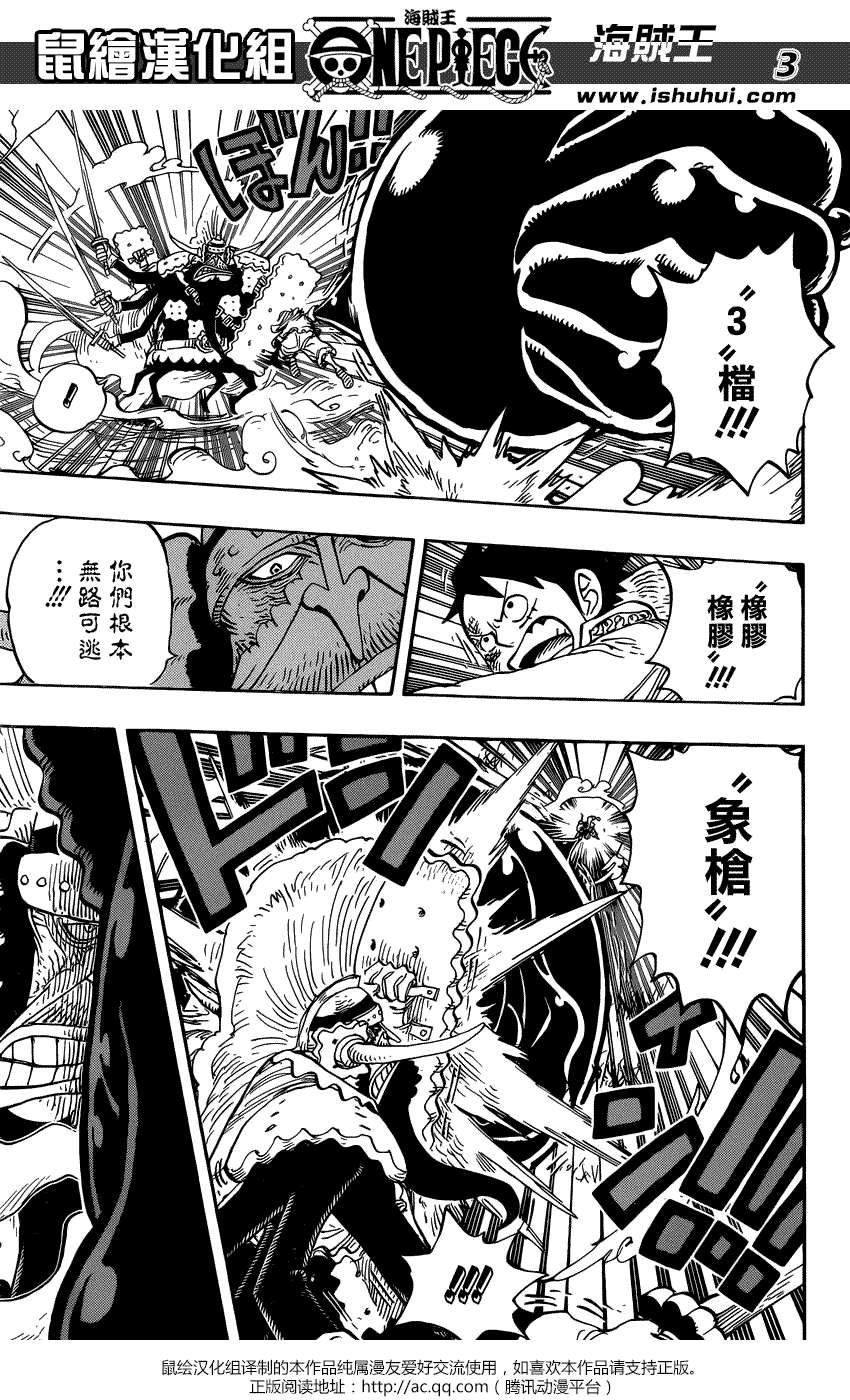 鼠繪漢化組
海賊王
ONE PIECE
海賊王
3
www.ishuhui.com
ぼん!!
“3”檔!!!
!
“橡膠
橡膠”!!!
你們根本
無路可逃
…!!!
“象槍”!!!
ドドン
!!!
!!!
鼠绘汉化组译制的本作品纯属漫友爱好交流使用，如喜欢本作品请支持正版。
正版阅读地址：http://ac.qq.com（腾讯动漫平台）